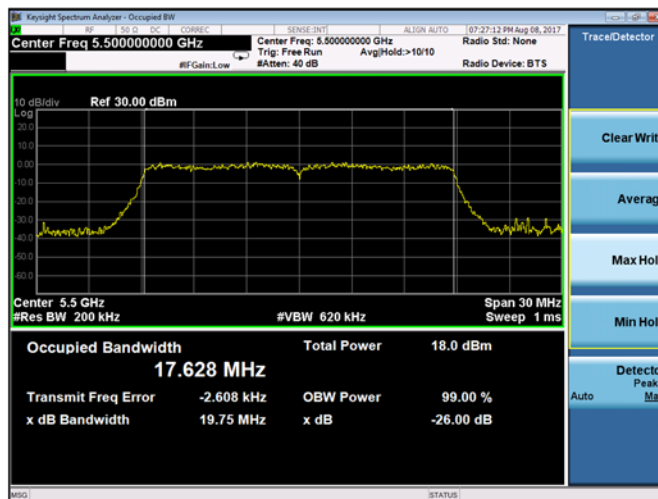 Keysight Spectrum Analyzer - Occupied BW
RF 50 Ω DC CORREC SENSE:INT ALIGN AUTO 07:27:12 PM Aug 08, 2017
Center Freq 5.500000000 GHz
Center Freq: 5.500000000 GHz
Radio Std: None
Trig: Free Run Avg|Hold:>10/10
#IFGain:Low #Atten: 40 dB Radio Device: BTS
Trace/Detector
10 dB/div Ref 30.00 dBm
Log
20.0
10.0
0.00
-10.0
-20.0
-30.0
-40.0
-50.0
-60.0
Center 5.5 GHz Span 30 MHz
#Res BW 200 kHz #VBW 620 kHz Sweep 1 ms
Occupied Bandwidth Total Power 18.0 dBm
17.628 MHz
Transmit Freq Error -2.608 kHz OBW Power 99.00 %
x dB Bandwidth 19.75 MHz x dB -26.00 dB
Clear Writ
Averag
Max Hol
Min Hol
Detecto
Peak
Auto Ma
MSG STATUS